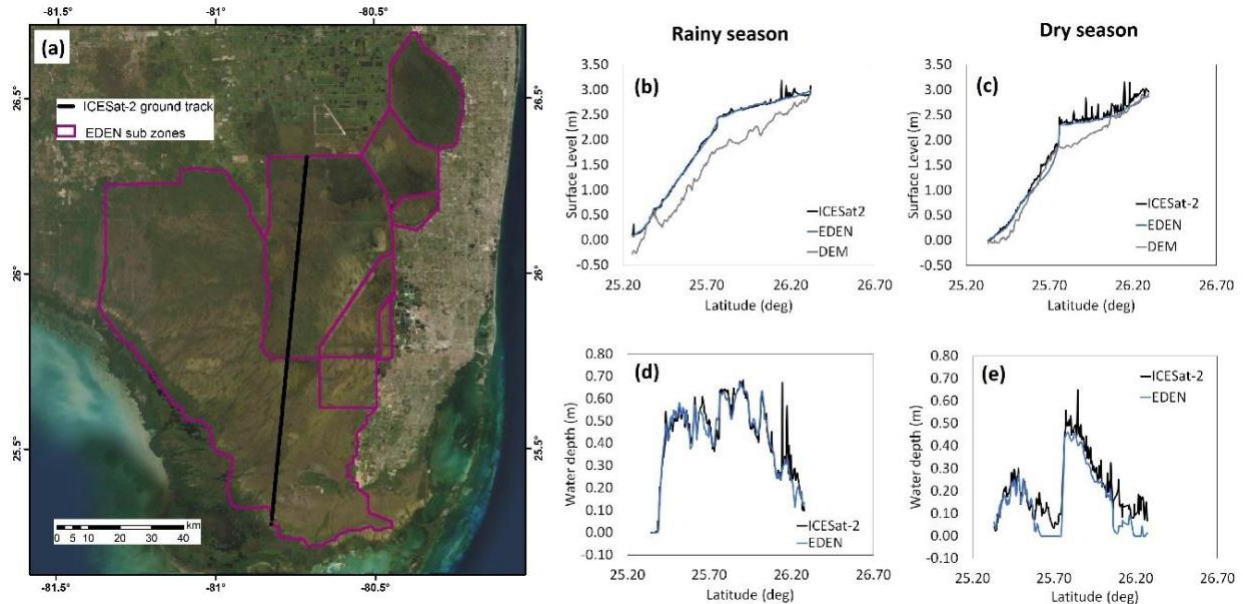 -81.5°
-81°
-80.5°
(a)
ICESat-2 ground track
EDEN sub zones
26.5°
26°
25.5°
26.5°
26°
25.5°
km
0 5 10 20 30 40
-81.5°
-81°
-80.5°
Rainy season
Dry season
(b)
Surface Level (m)
3.50
3.00
2.50
2.00
1.50
1.00
0.50
0.00
-0.50
ICESat2
EDEN
DEM
25.20 25.70 26.20 26.70
Latitude (deg)
(c)
Surface Level (m)
3.50
3.00
2.50
2.00
1.50
1.00
0.50
0.00
-0.50
ICESat-2
EDEN
DEM
25.20 25.70 26.20 26.70
Latitude (deg)
(d)
Water depth (m)
0.80
0.70
0.60
0.50
0.40
0.30
0.20
0.10
0.00
-0.10
ICESat-2
EDEN
25.20 25.70 26.20 26.70
Latitude (deg)
(e)
Water depth (m)
0.80
0.70
0.60
0.50
0.40
0.30
0.20
0.10
0.00
-0.10
ICESat-2
EDEN
25.20 25.70 26.20 26.70
Latitude (deg)